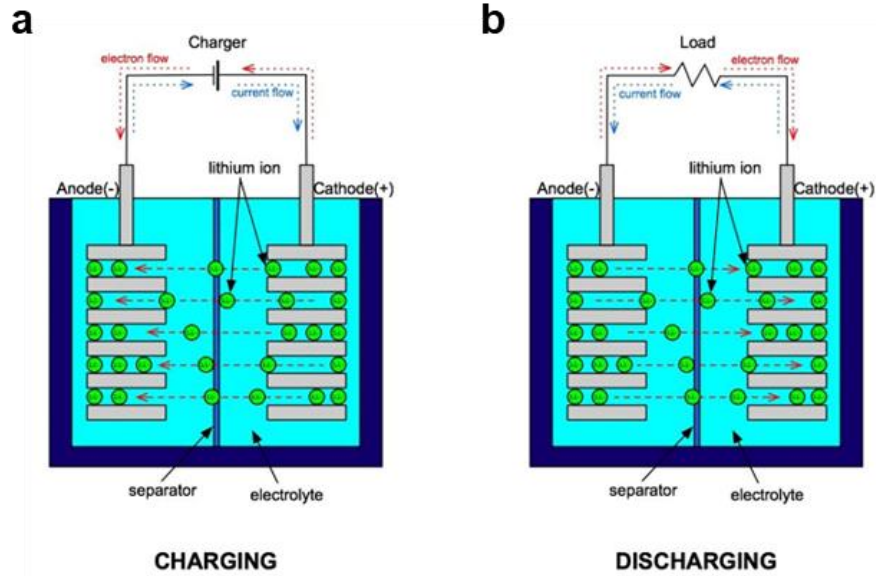 a
Charger
electron flow
current flow
lithium ion
Anode(-)
Cathode(+)
separator
electrolyte
CHARGING
b
Load
electron flow
current flow
lithium ion
Anode(-)
Cathode(+)
separator
electrolyte
DISCHARGING